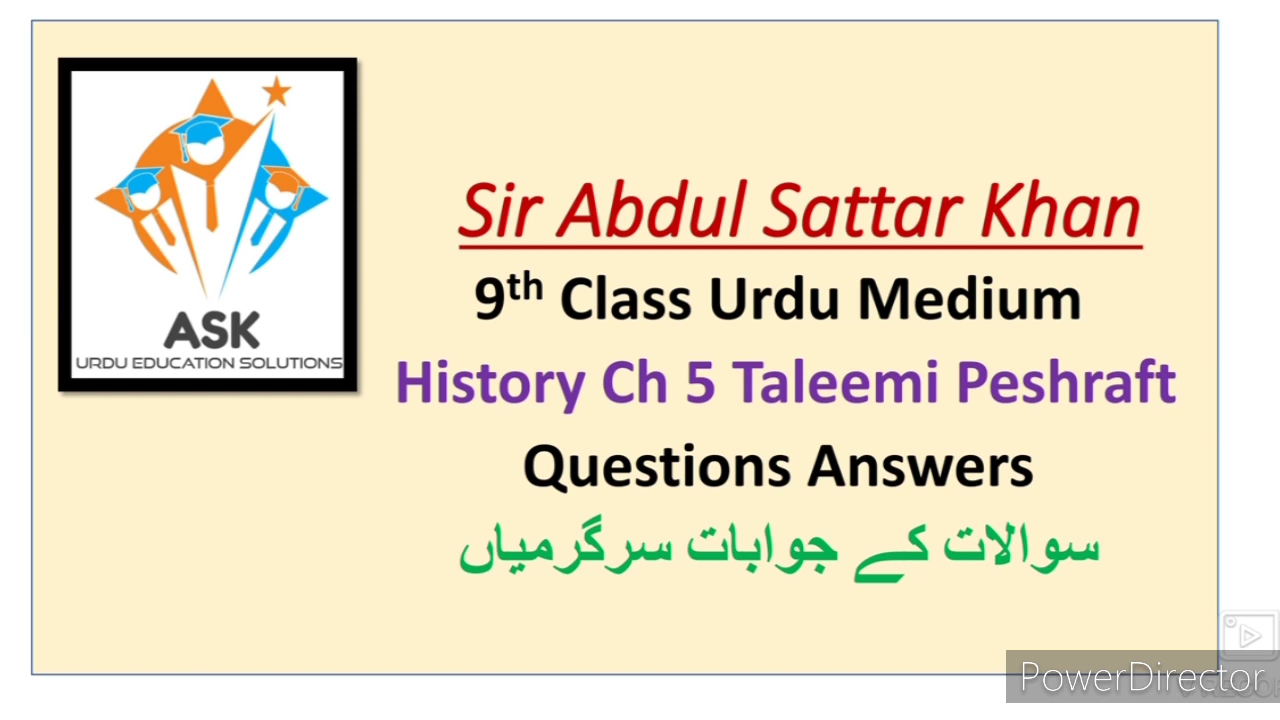 ASK
URDU EDUCATION SOLUTIONS
Sir Abdul Sattar Khan
9th Class Urdu Medium
History Ch 5 Taleemi Peshraft
Questions Answers
سوالات کے جوابات سرگرمیاں
PowerDirector